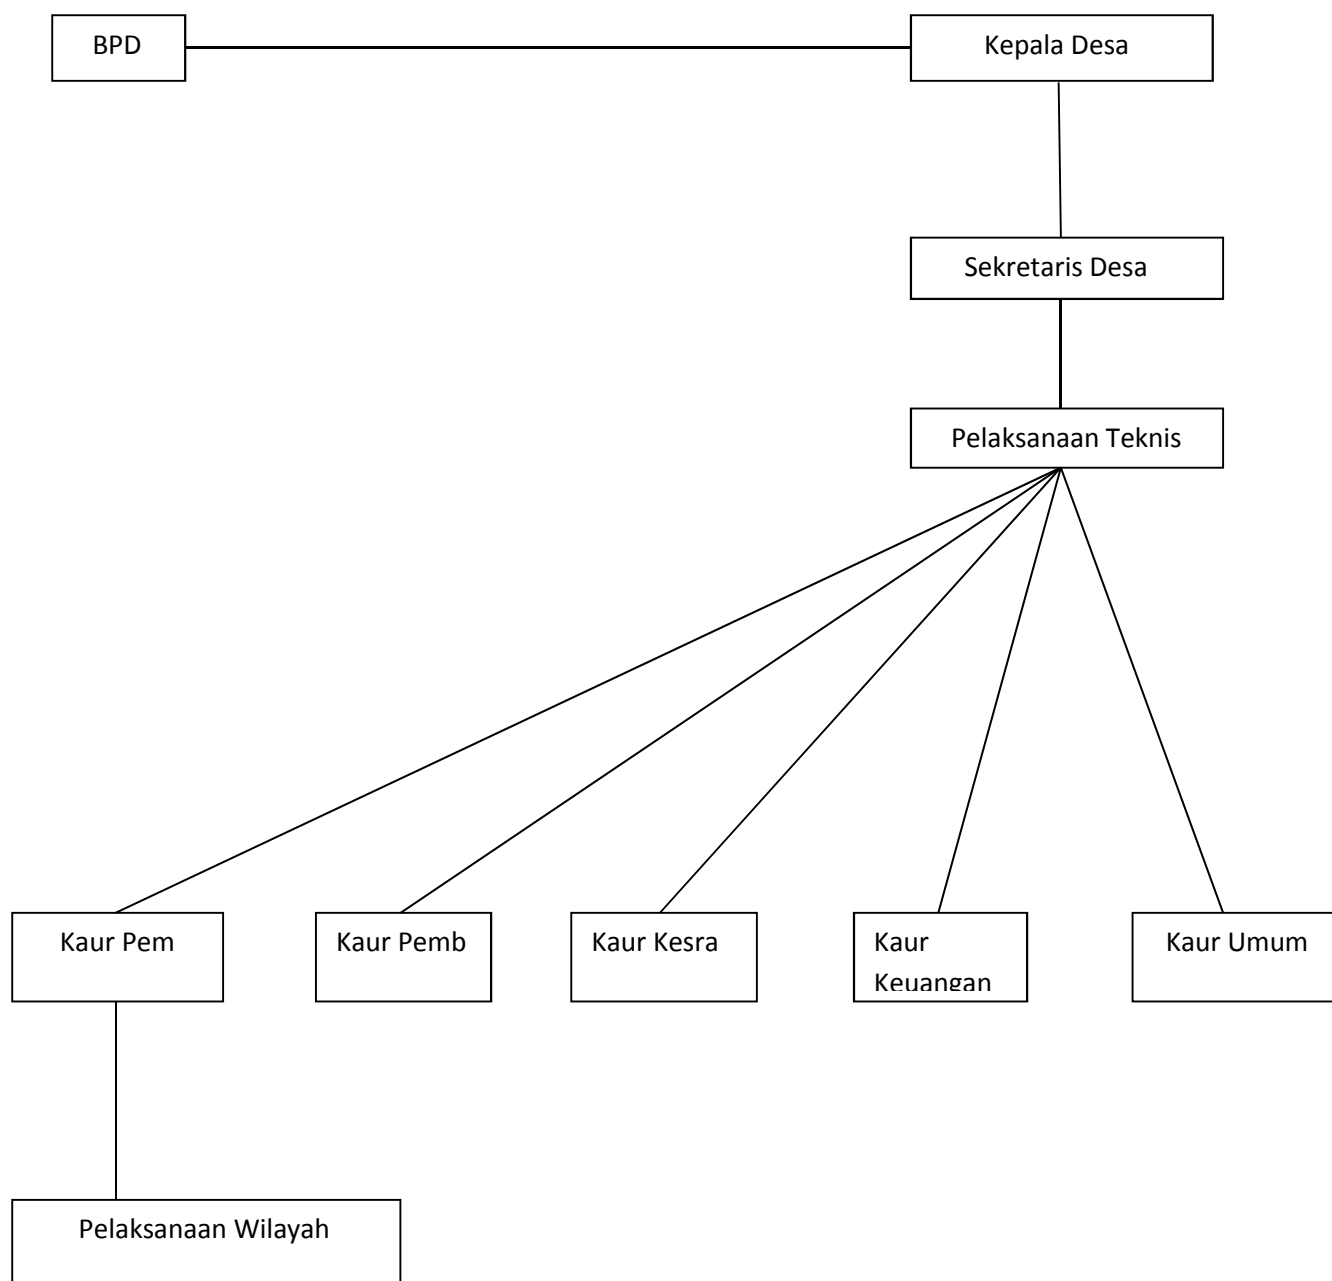 BPD
Kepala Desa
Sekretaris Desa
Pelaksanaan Teknis
Kaur Pem
Kaur Pemb
Kaur Kesra
Kaur
Keuangan
Kaur Umum
Pelaksanaan Wilayah